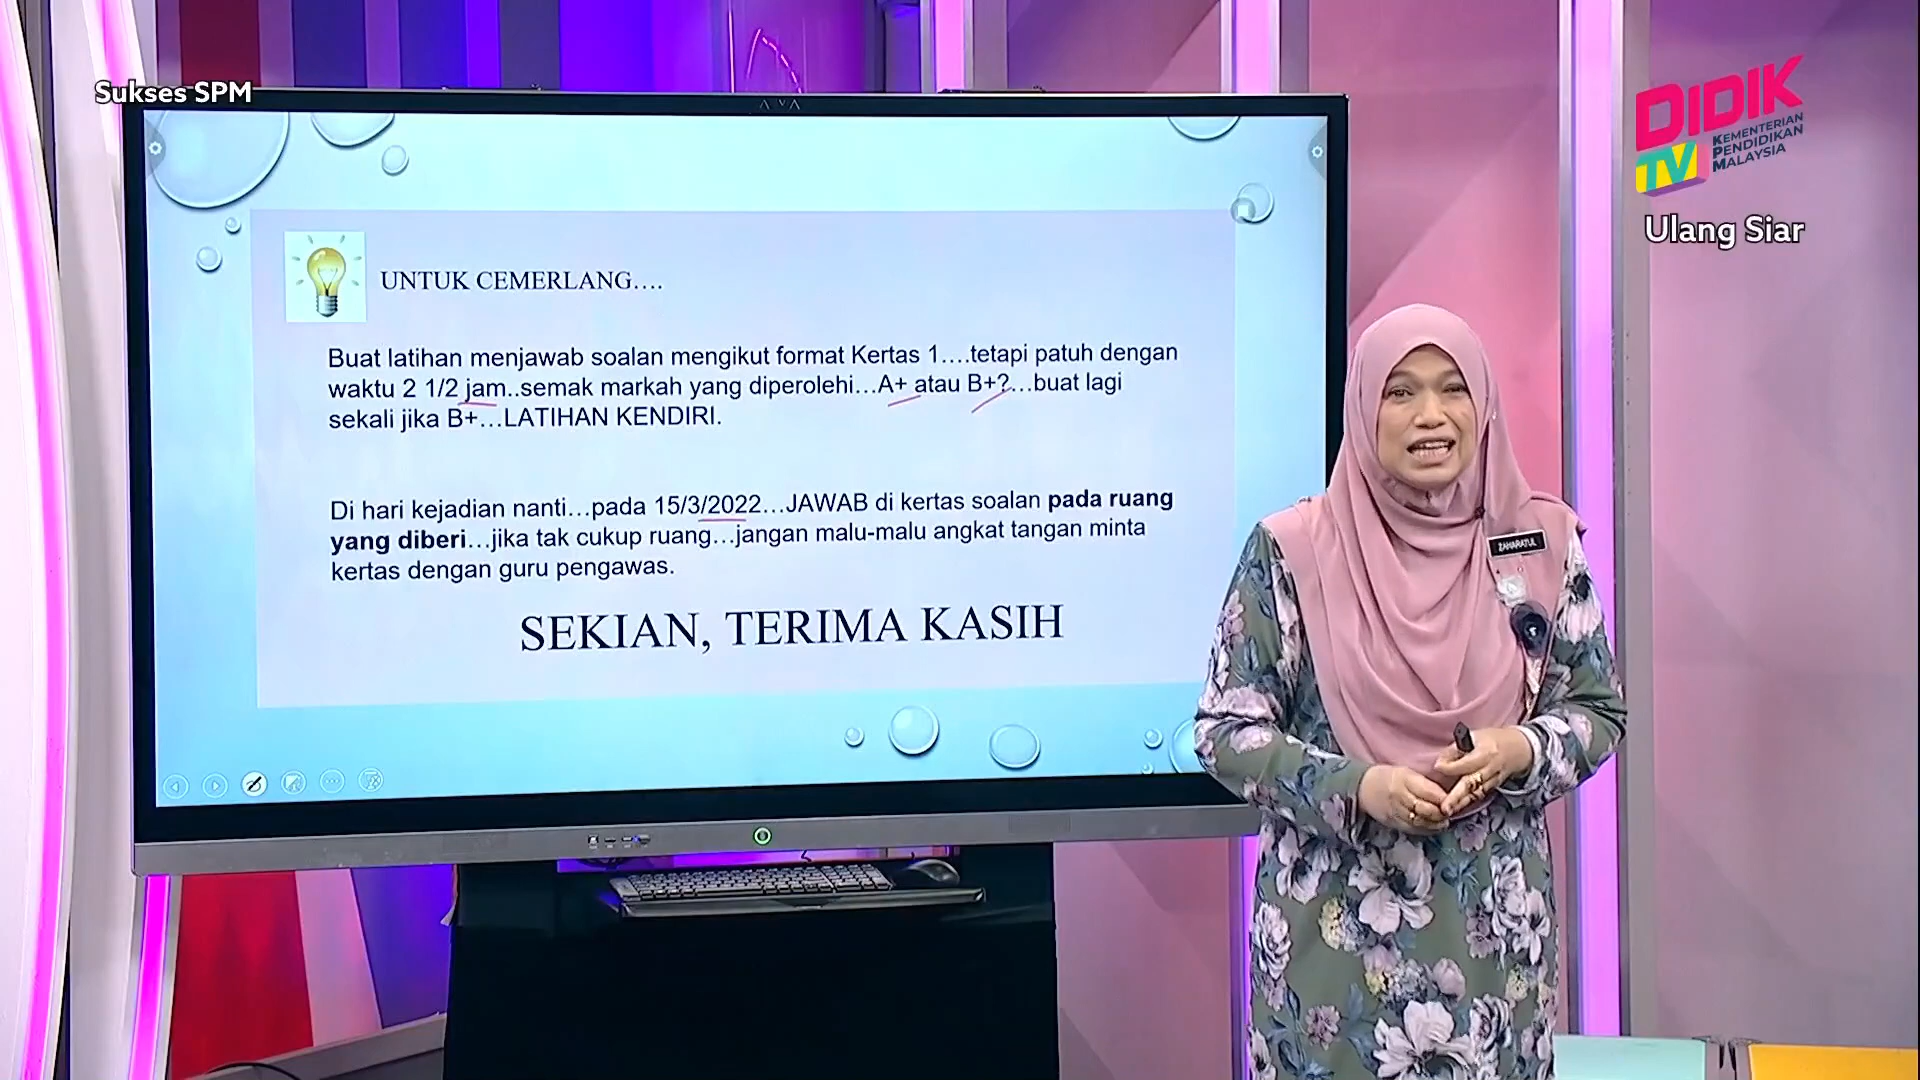 Sukses SPM
DIDIK
TV
KEMENTERIAN
PENDIDIKAN
MALAYSIA
Ulang Siar
UNTUK CEMERLANG....
Buat latihan menjawab soalan mengikut format Kertas 1....tetapi patuh dengan
waktu 2 1/2 jam..semak markah yang diperolehi...A+ atau B+?...buat lagi
sekali jika B+...LATIHAN KENDIRI.
Di hari kejadian nanti...pada 15/3/2022...JAWAB di kertas soalan pada ruang
yang diberi...jika tak cukup ruang...jangan malu-malu angkat tangan minta
kertas dengan guru pengawas.
SEKIAN, TERIMA KASIH
ZAHARATUL